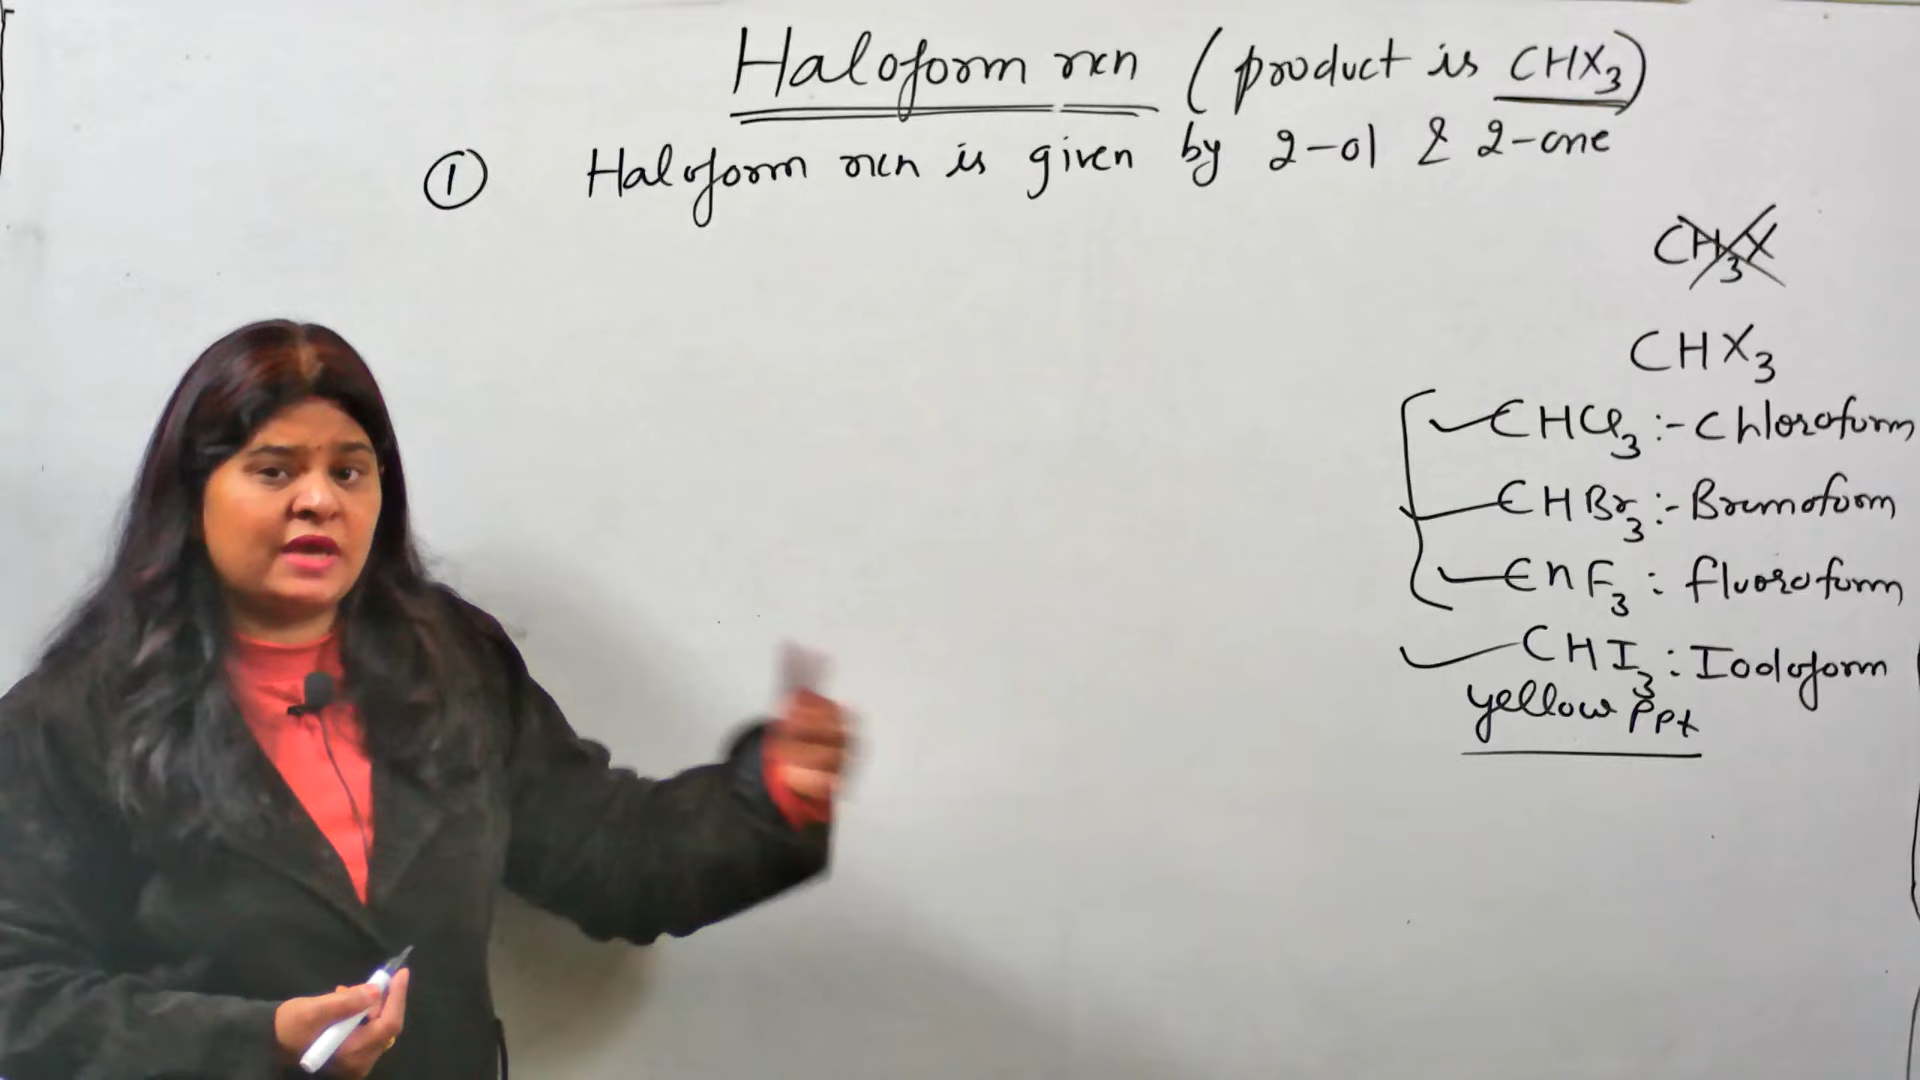 Haloform rxn (product is CHX3)
① Haloform rxn is given by 2-ol & 2-one
CH3X
CHX3
CHCl3 :- Chloroform
CHBr3 :- Bromoform
CHF3 : fluoroform
CHI3 : Iodoform
yellow ppt